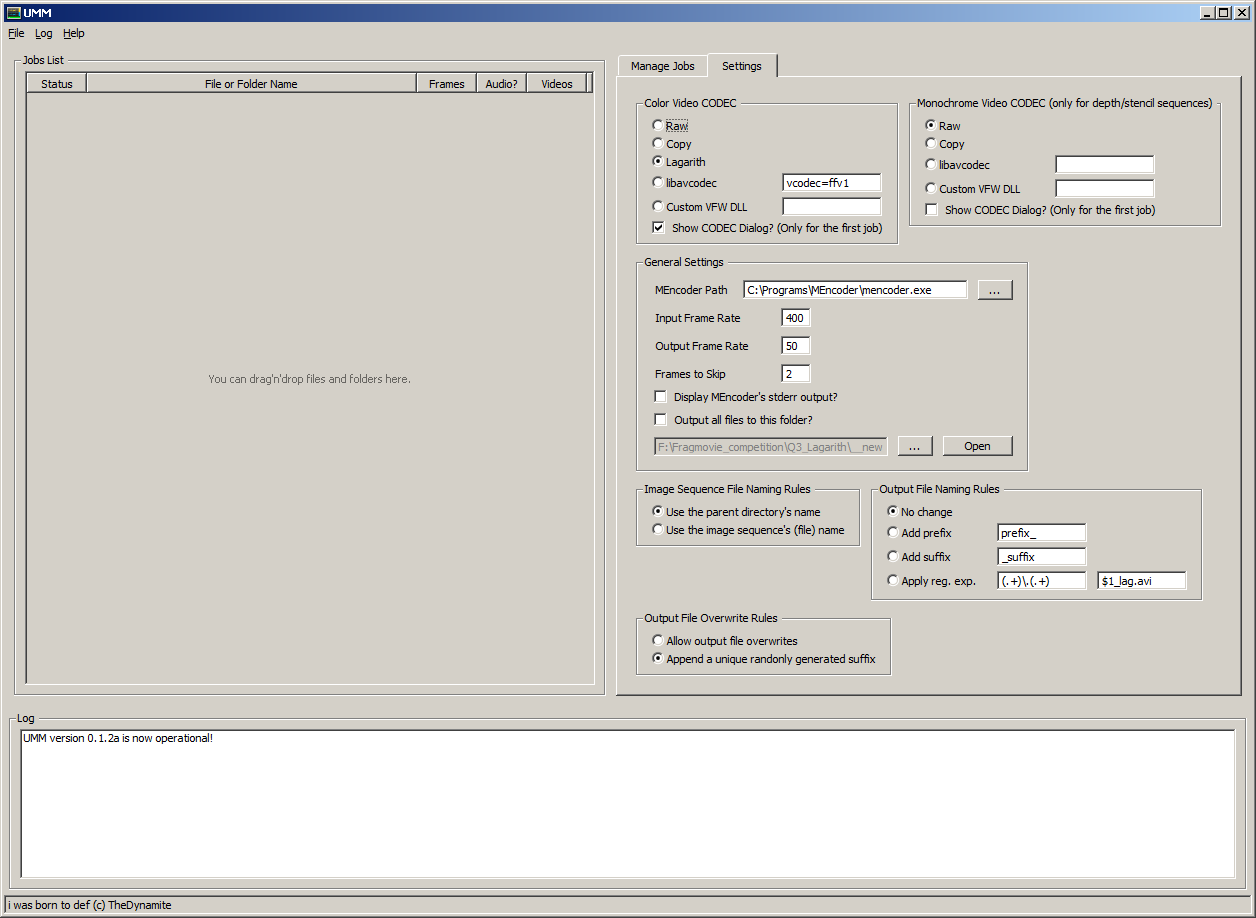 UMM
File Log Help
Jobs List
Status File or Folder Name Frames Audio? Videos
You can drag'n'drop files and folders here.
Manage Jobs Settings
Color Video CODEC
Raw
Copy
Lagarith
libavcodec vcodec=ffv1
Custom VFW DLL
Show CODEC Dialog? (Only for the first job)
Monochrome Video CODEC (only for depth/stencil sequences)
Raw
Copy
libavcodec
Custom VFW DLL
Show CODEC Dialog? (Only for the first job)
General Settings
MEncoder Path C:\Programs\MEncoder\mencoder.exe ...
Input Frame Rate 400
Output Frame Rate 50
Frames to Skip 2
Display MEncoder's stderr output?
Output all files to this folder?
F:\Fragmovie_competition\Q3_Lagarith\__new ... Open
Image Sequence File Naming Rules
Use the parent directory's name
Use the image sequence's (file) name
Output File Naming Rules
No change
Add prefix prefix_
Add suffix _suffix
Apply reg. exp. (.+)\.(.+) $1_lag.avi
Output File Overwrite Rules
Allow output file overwrites
Append a unique randonly generated suffix
Log
UMM version 0.1.2a is now operational!
i was born to def (c) TheDynamite